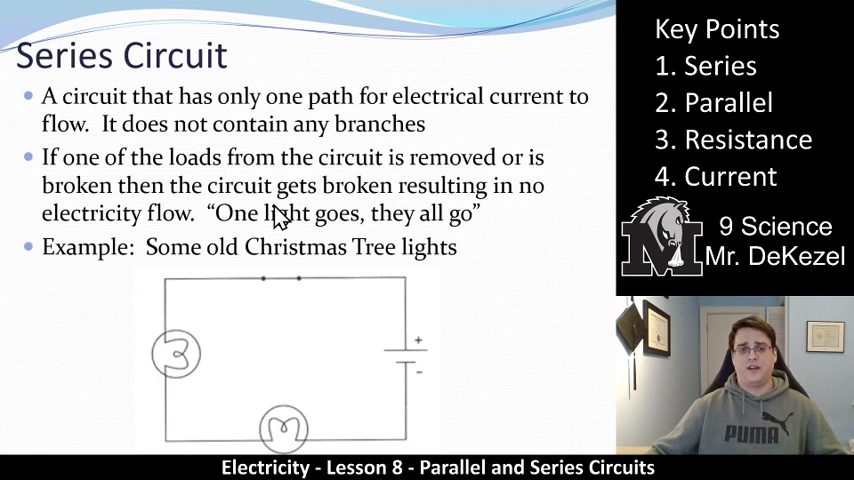 Series Circuit
• A circuit that has only one path for electrical current to
flow. It does not contain any branches
• If one of the loads from the circuit is removed or is
broken then the circuit gets broken resulting in no
electricity flow. “One light goes, they all go”
• Example: Some old Christmas Tree lights
+
-
Key Points
1. Series
2. Parallel
3. Resistance
4. Current
M
9 Science
Mr. DeKezel
PUMA
Electricity - Lesson 8 - Parallel and Series Circuits